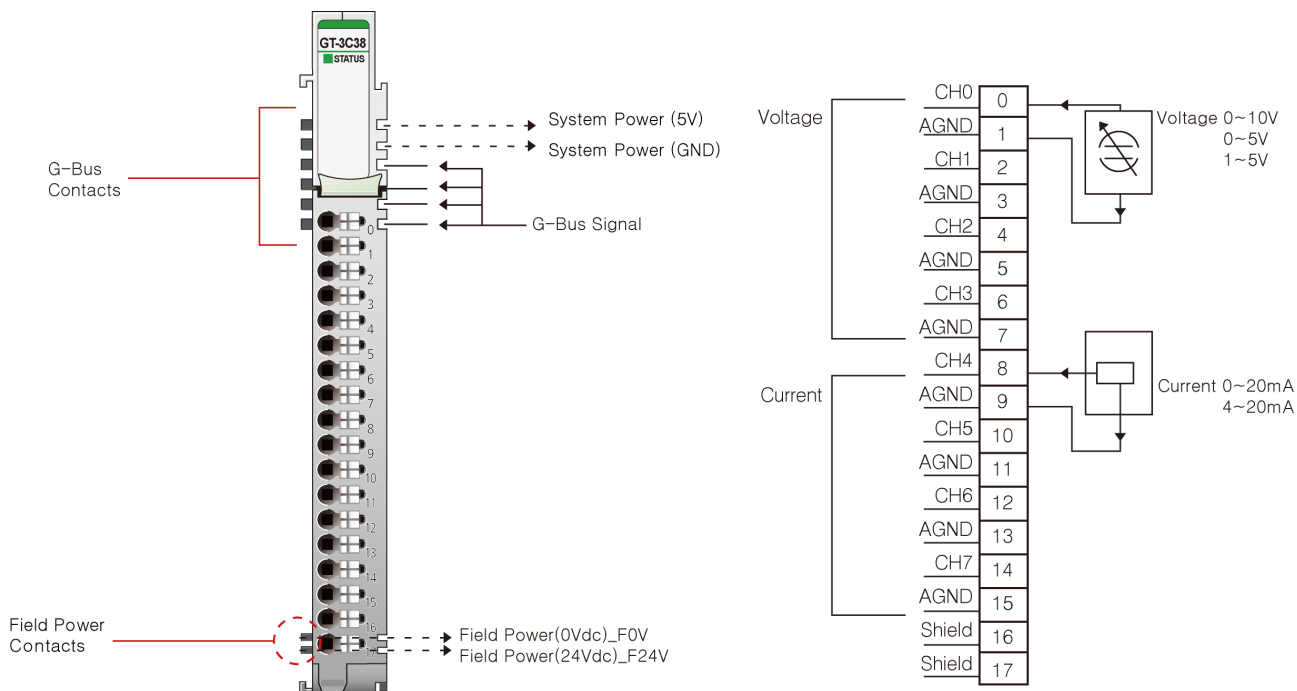 GT-3C38
STATUS
System Power (5V)
System Power (GND)
G-Bus
Contacts
G-Bus Signal
0
1
2
3
4
5
6
7
8
9
10
11
12
13
14
15
16
17
Field Power
Contacts
Field Power(0Vdc)_F0V
Field Power(24Vdc)_F24V
Voltage
Current
CH0 0
AGND 1
CH1 2
AGND 3
CH2 4
AGND 5
CH3 6
AGND 7
CH4 8
AGND 9
CH5 10
AGND 11
CH6 12
AGND 13
CH7 14
AGND 15
Shield 16
Shield 17
Voltage 0~10V
0~5V
1~5V
Current 0~20mA
4~20mA